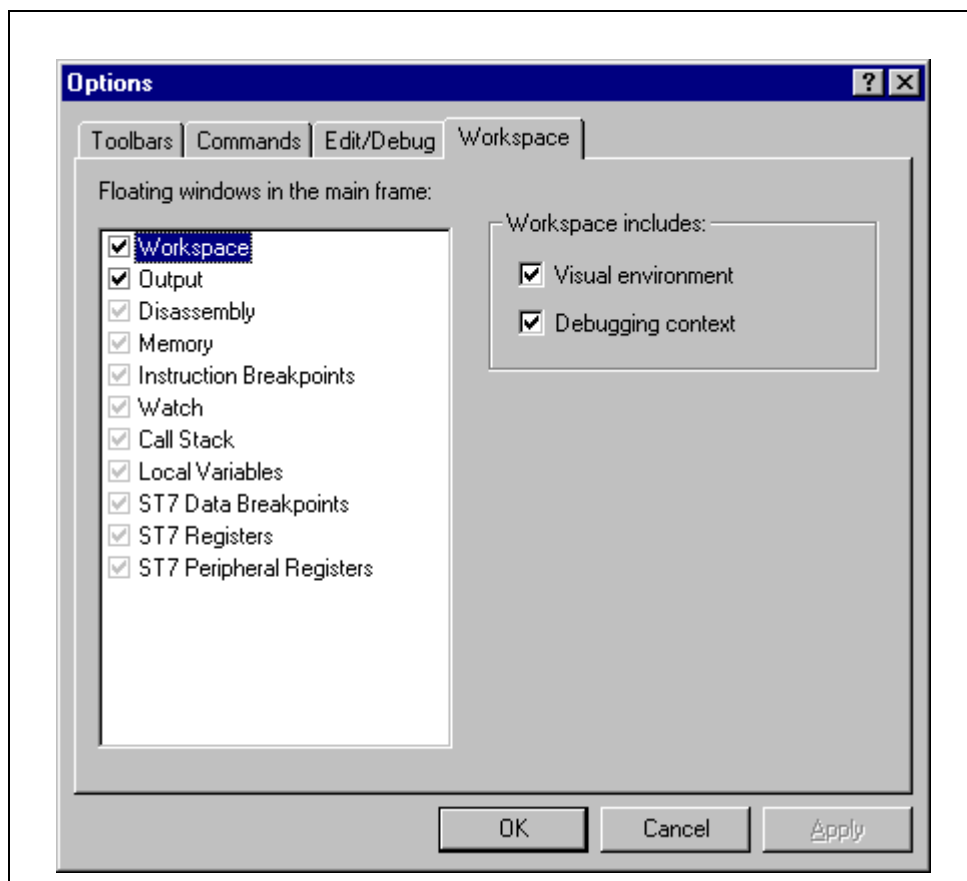 Options
Toolbars Commands Edit/Debug Workspace
Floating windows in the main frame:
Workspace
Output
Disassembly
Memory
Instruction Breakpoints
Watch
Call Stack
Local Variables
ST7 Data Breakpoints
ST7 Registers
ST7 Peripheral Registers
Workspace includes:
Visual environment
Debugging context
OK Cancel Apply